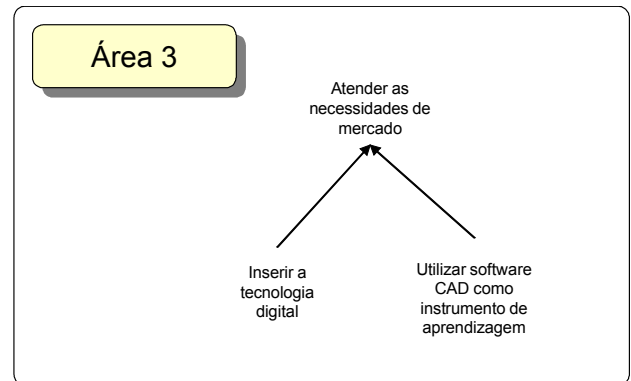 Área 3
Atender as
necessidades de
mercado
Inserir a
tecnologia
digital
Utilizar software
CAD como
instrumento de
aprendizagem